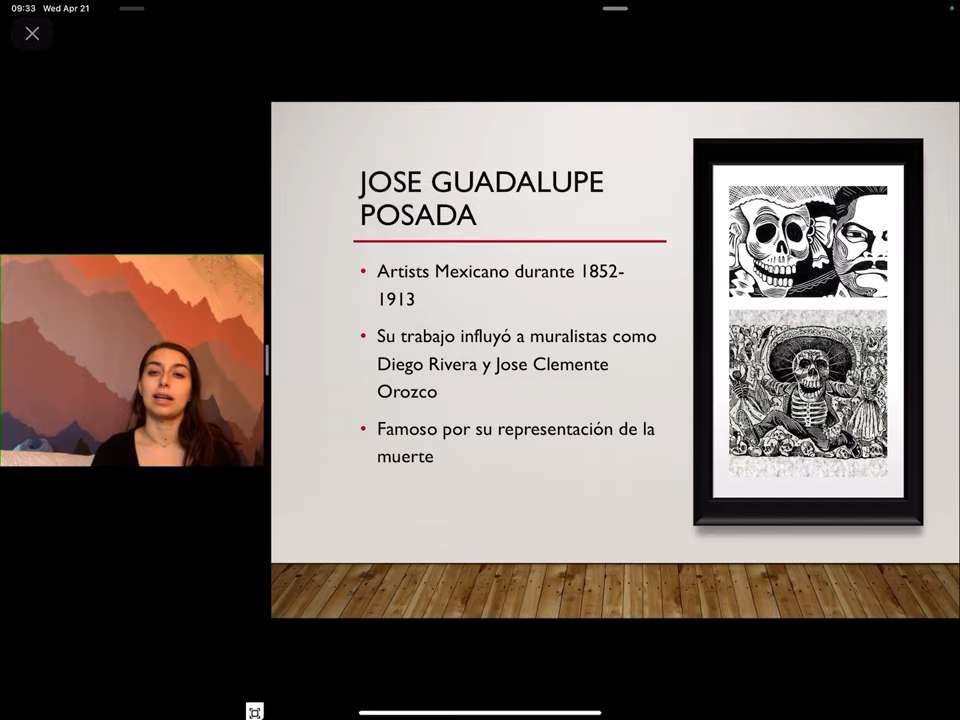 09:33 Wed Apr 21
JOSE GUADALUPE
POSADA
• Artists Mexicano durante 1852-
1913
• Su trabajo influyó a muralistas como
Diego Rivera y Jose Clemente
Orozco
• Famoso por su representación de la
muerte